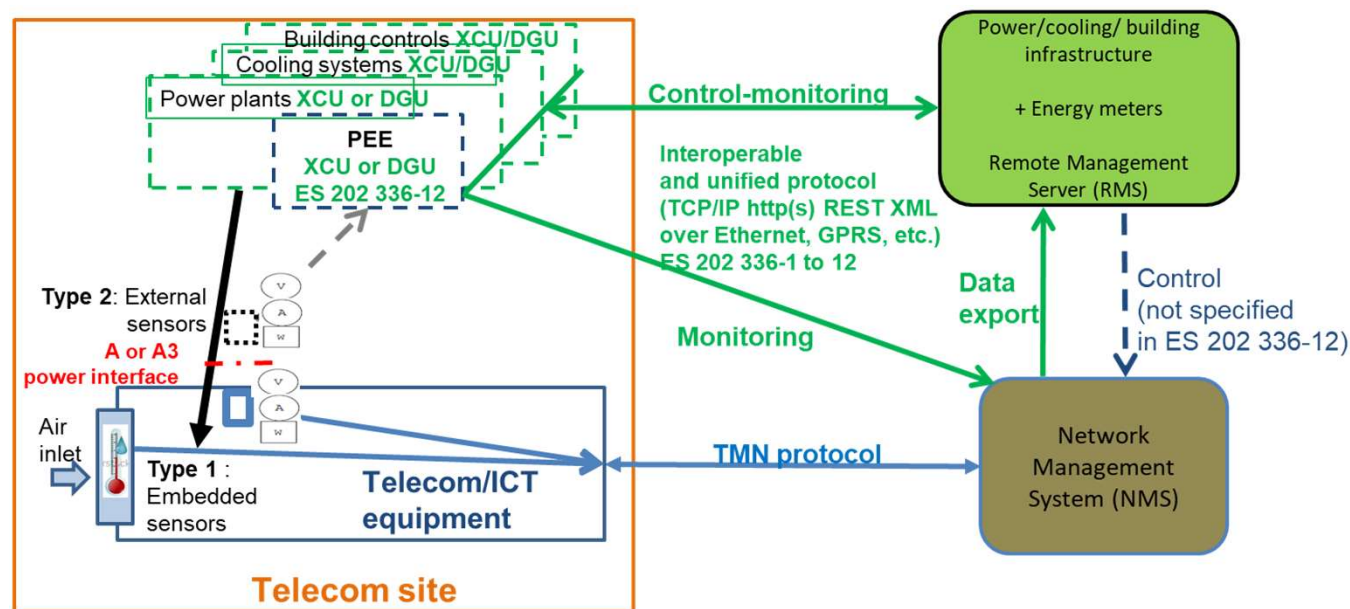 Building controls XCU/DGU
Cooling systems XCU/DGU
Power plants XCU or DGU
PEE
XCU or DGU
ES 202 336-12
Control-monitoring
Power/cooling/ building
infrastructure
+ Energy meters
Remote Management
Server (RMS)
Interoperable
and unified protocol
(TCP/IP http(s) REST XML
over Ethernet, GPRS, etc.)
ES 202 336-1 to 12
Type 2: External
sensors
V
A
W
A or A3
power interface
V
A
W
Monitoring
Data
export
Control
(not specified
in ES 202 336-12)
Air
inlet
Type 1 :
Embedded
sensors
Telecom/ICT
equipment
TMN protocol
Network
Management
System (NMS)
Telecom site